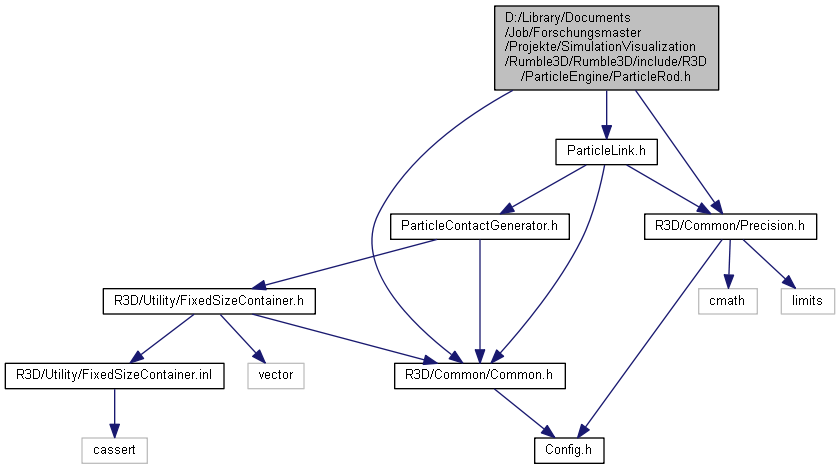 D:/Library/Documents
/Job/Forschungsmaster
/Projekte/SimulationVisualization
/Rumble3D/Rumble3D/include/R3D
/ParticleEngine/ParticleRod.h
ParticleLink.h
ParticleContactGenerator.h
R3D/Common/Precision.h
R3D/Utility/FixedSizeContainer.h
cmath
limits
R3D/Utility/FixedSizeContainer.inl
vector
R3D/Common/Common.h
cassert
Config.h